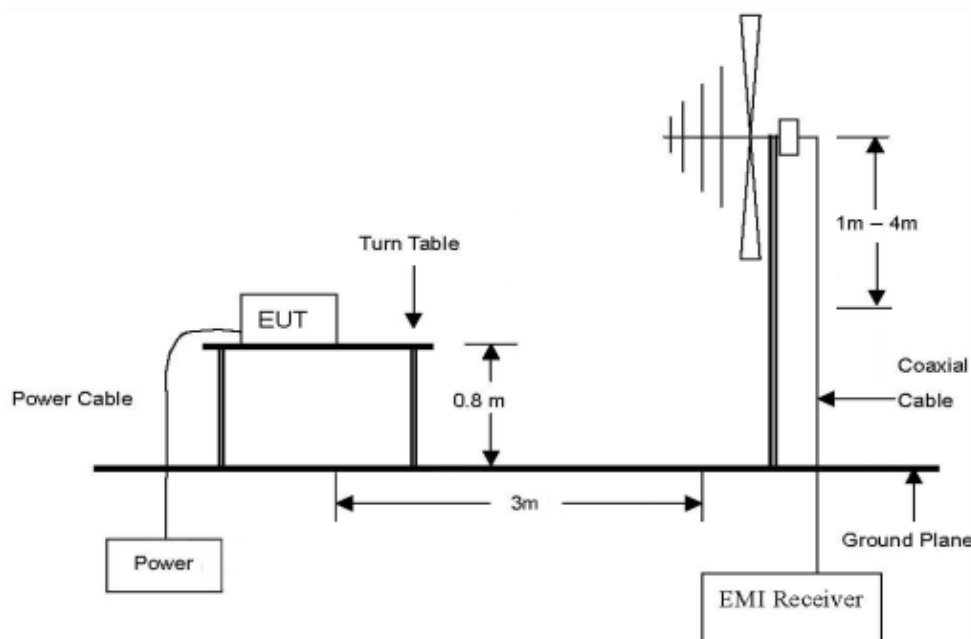 1m – 4m
Turn Table
EUT
Coaxial
Cable
Power Cable
0.8 m
3m
Ground Plane
Power
EMI Receiver